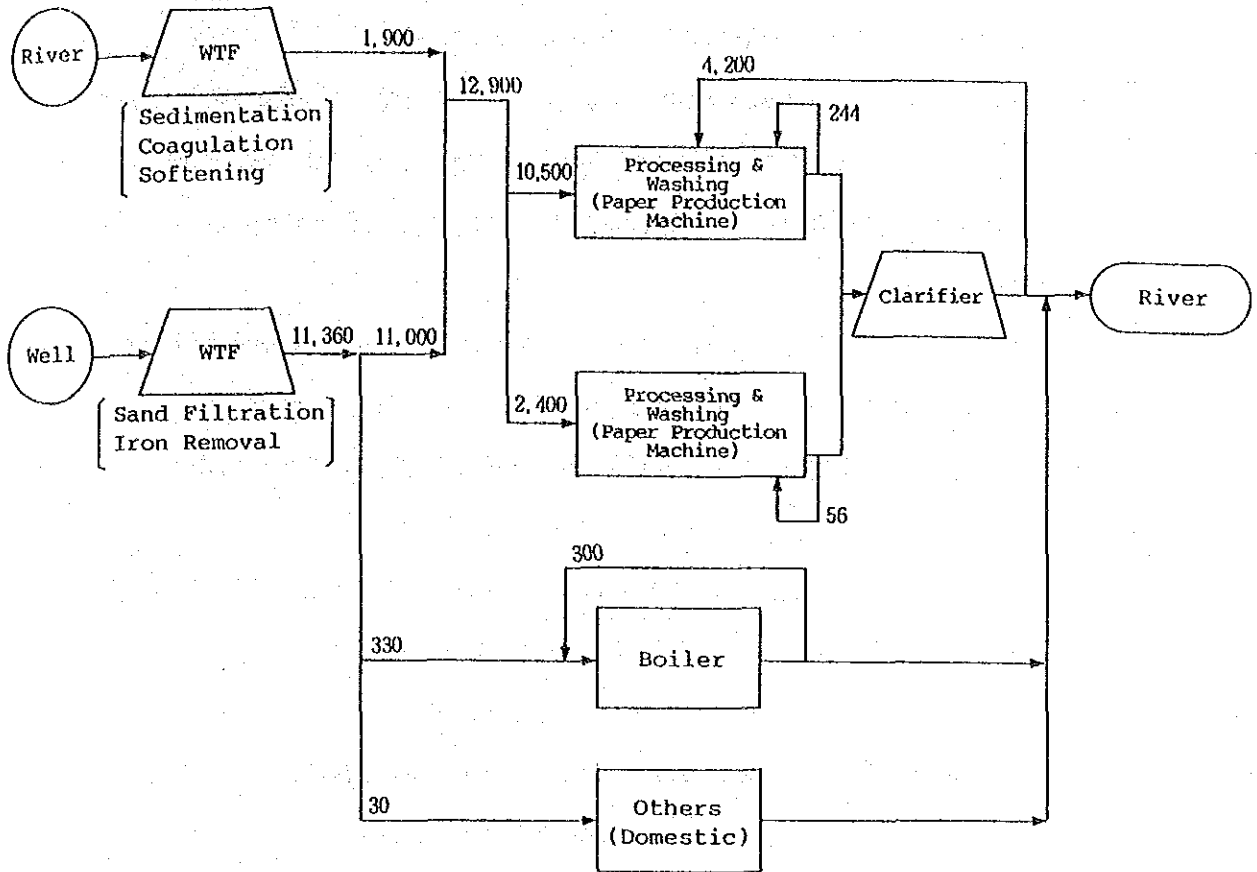 River
WTF
1,900
Sedimentation
Coagulation
Softening
12,900
4,200
244
10,500
Processing &
Washing
(Paper Production
Machine)
Clarifier
River
Well
WTF
11,360
11,000
Sand Filtration
Iron Removal
2,400
Processing &
Washing
(Paper Production
Machine)
56
300
330
Boiler
30
Others
(Domestic)